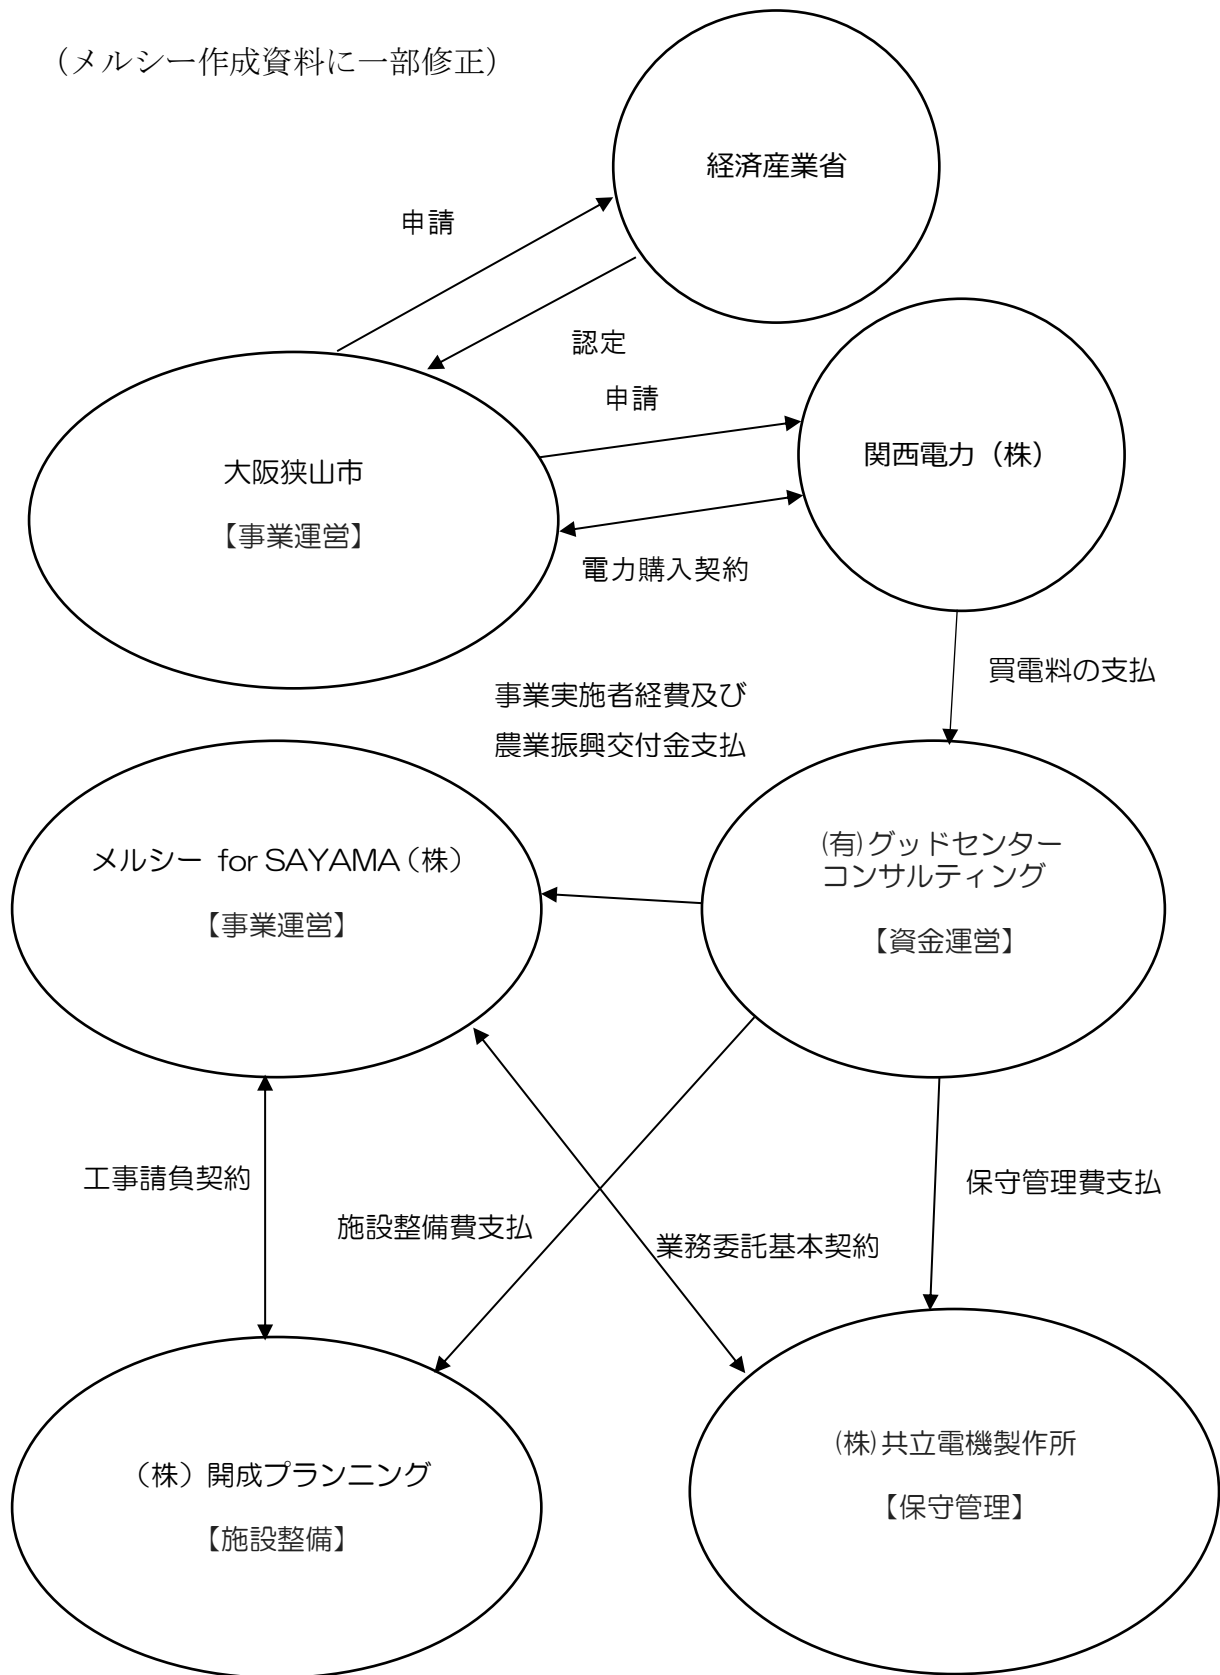 （メルシー作成資料に一部修正）
経済産業省
申請
認定
申請
大阪狭山市
【事業運営】
関西電力（株）
電力購入契約
買電料の支払
事業実施者経費及び
農業振興交付金支払
メルシー for SAYAMA（株）
【事業運営】
(有)グッドセンター
コンサルティング
【資金運営】
工事請負契約
施設整備費支払
業務委託基本契約
保守管理費支払
（株）開成プランニング
【施設整備】
(株)共立電機製作所
【保守管理】